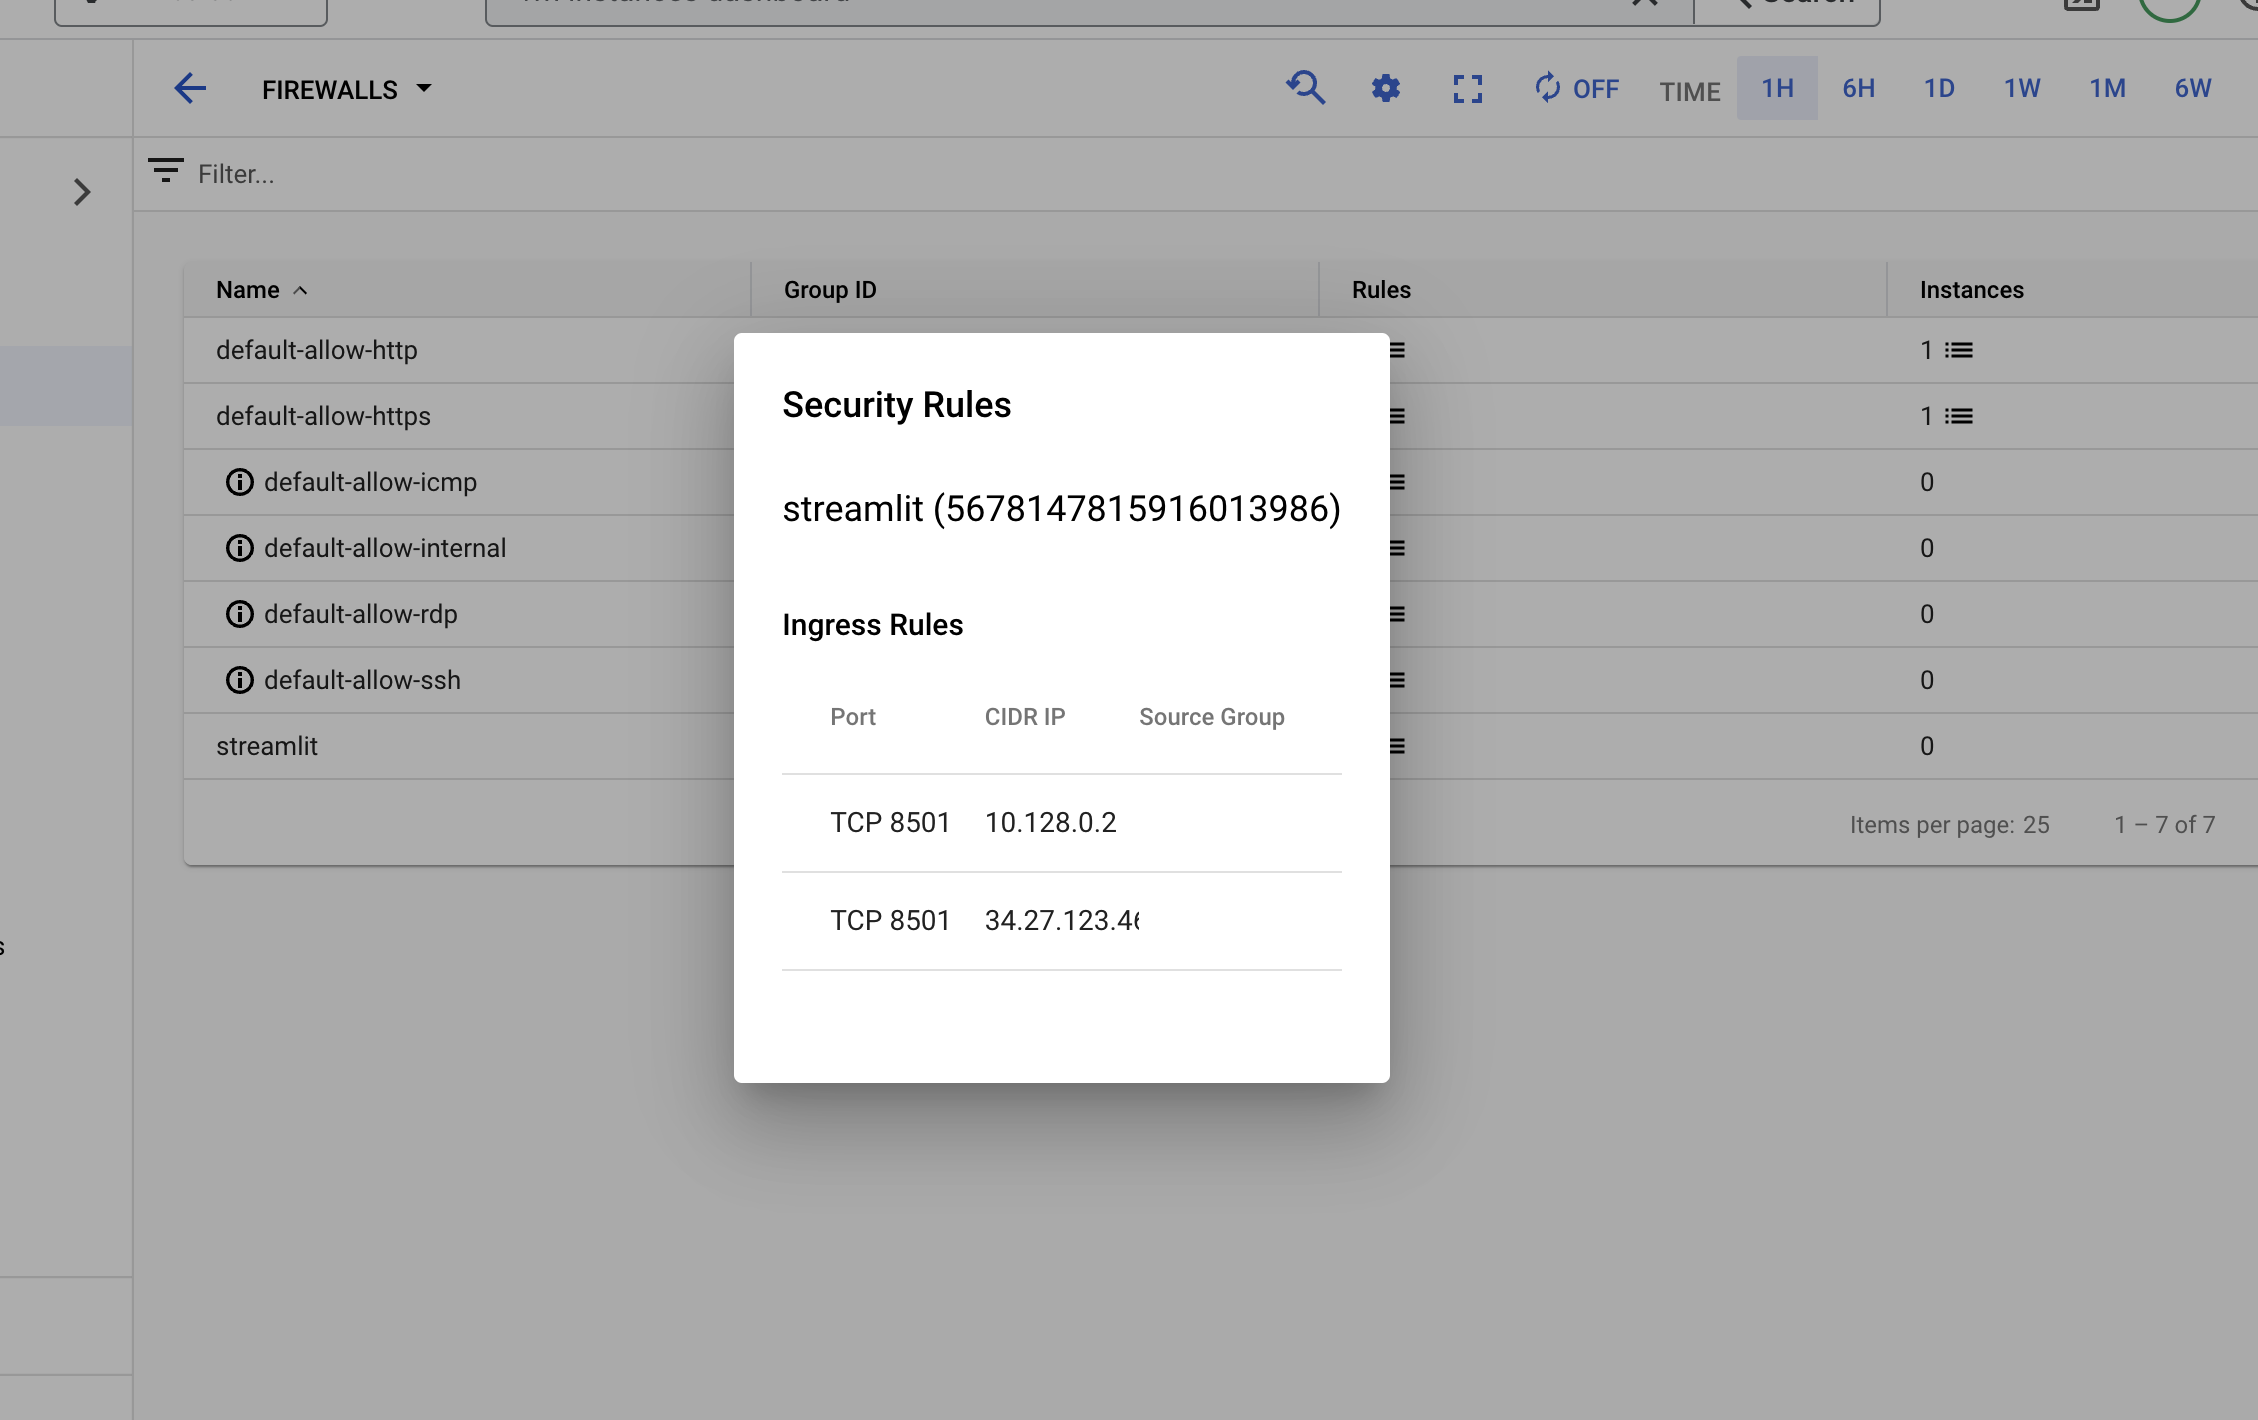 FIREWALLS
OFF
TIME
1H
6H
1D
1W
1M
6W
Filter...
Name
Group ID
Rules
Instances
default-allow-http
1
default-allow-https
1
default-allow-icmp
0
default-allow-internal
0
default-allow-rdp
0
default-allow-ssh
0
streamlit
0
Items per page: 25
1 – 7 of 7
Security Rules
streamlit (5678147815916013986)
Ingress Rules
Port
CIDR IP
Source Group
TCP 8501
10.128.0.2
TCP 8501
34.27.123.46
s